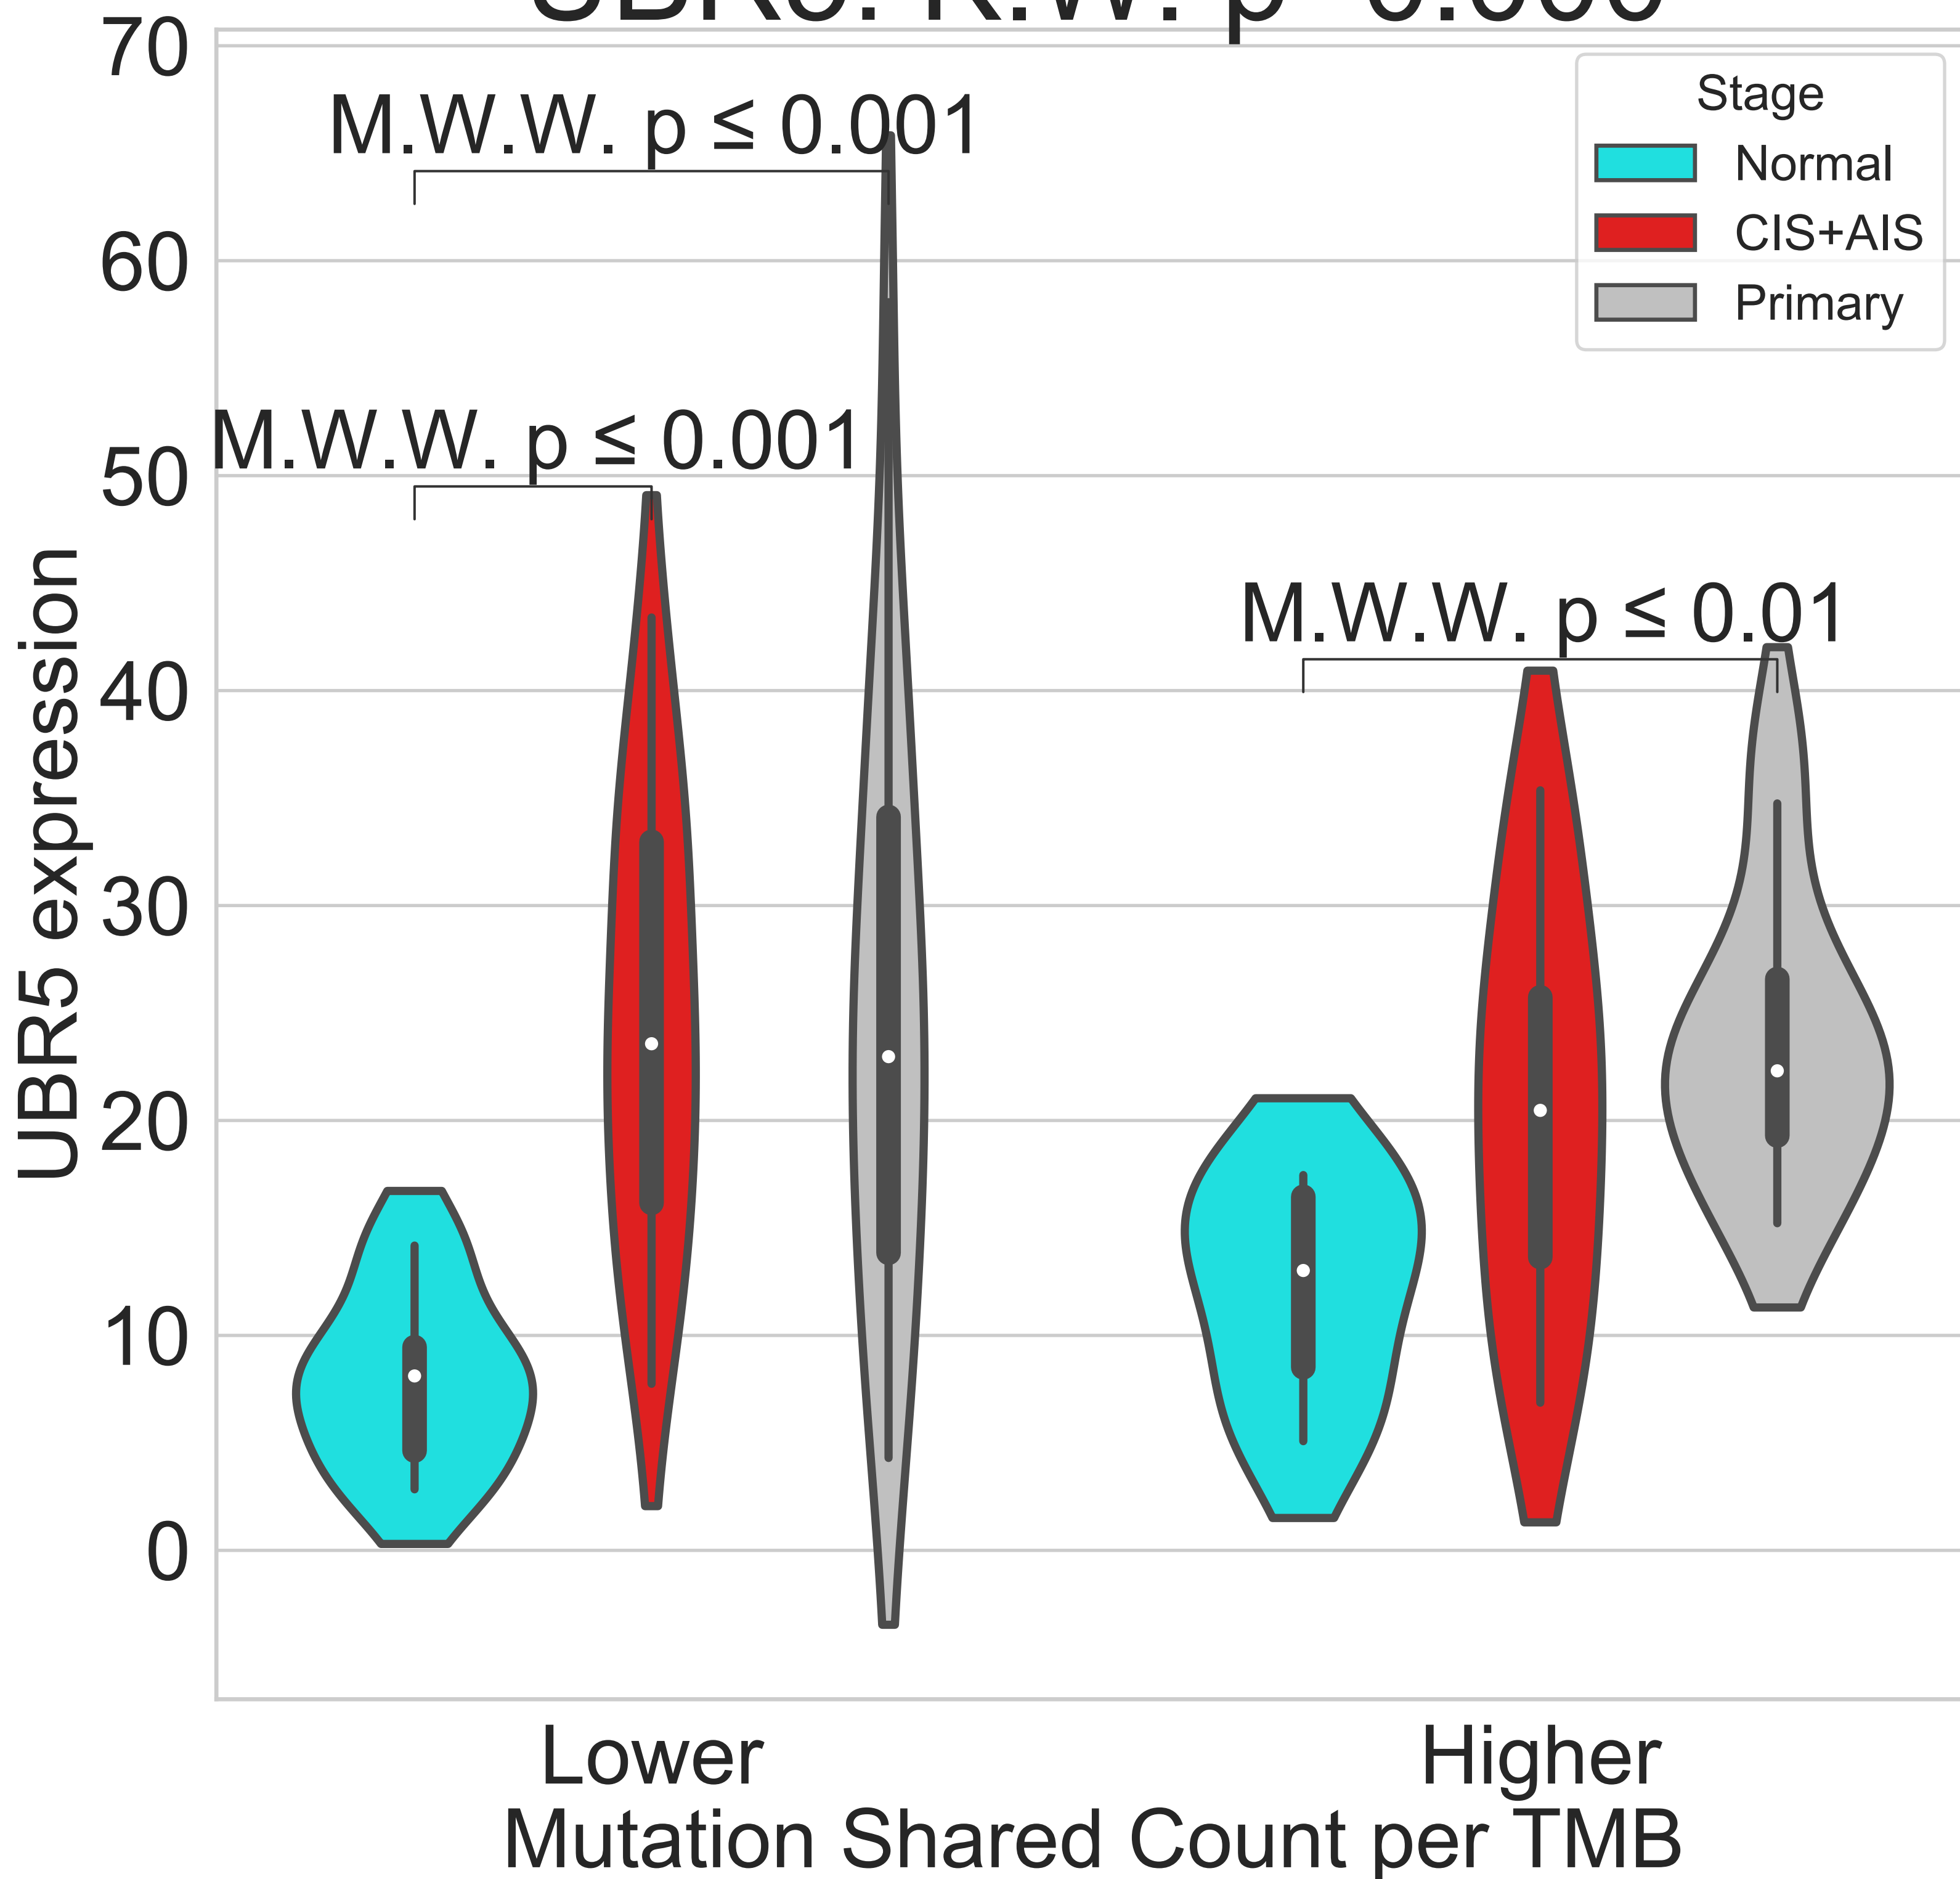 70
M.W.W. p ≤ 0.001
Stage
Normal
CIS+AIS
Primary
60
M.W.W. p ≤ 0.001
50
M.W.W. p ≤ 0.01
40
UBR5 expression
30
20
10
0
Lower Higher
Mutation Shared Count per TMB